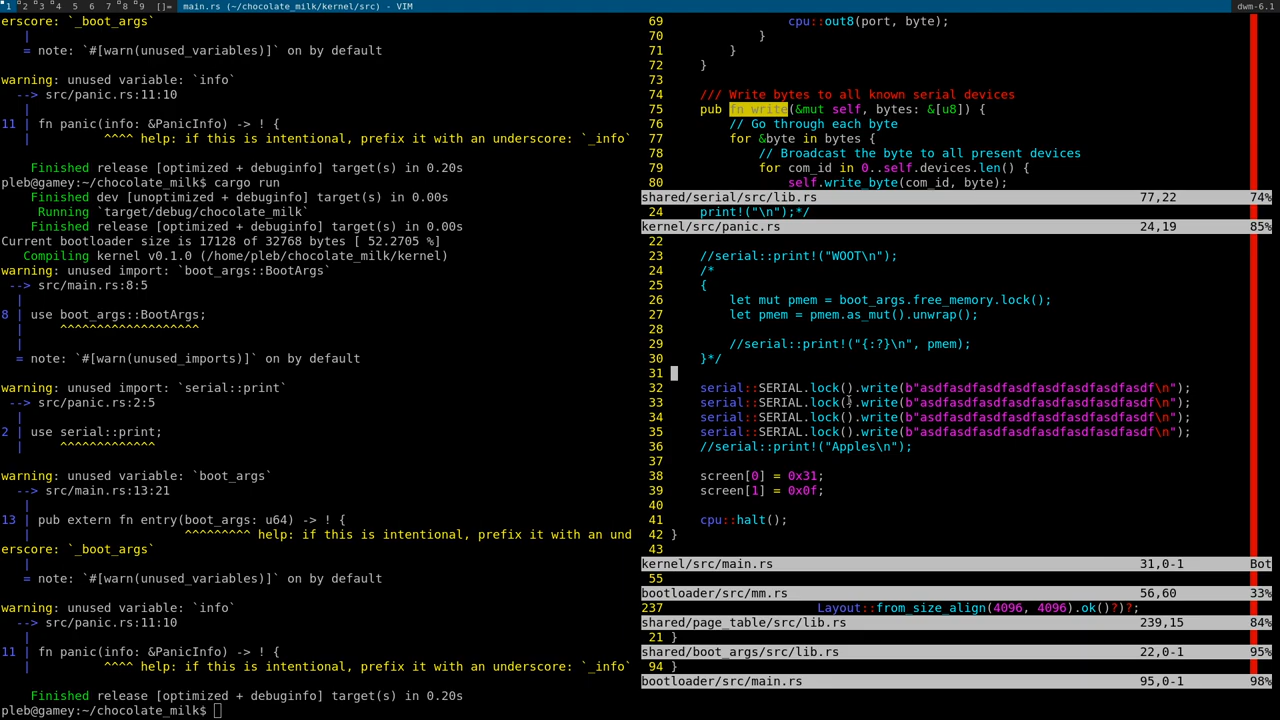 1 2 3 4 5 6 7 8 9 []= main.rs (~/chocolate_milk/kernel/src) - VIM dwm-6.1
erscore: `_boot_args`
|
= note: `#[warn(unused_variables)]` on by default
warning: unused variable: `info`
--> src/panic.rs:11:10
|
11 | fn panic(info: &PanicInfo) -> ! {
| ^^^^ help: if this is intentional, prefix it with an underscore: `_info`
Finished release [optimized + debuginfo] target(s) in 0.20s
pleb@gamey:~/chocolate_milk$ cargo run
Finished dev [unoptimized + debuginfo] target(s) in 0.00s
Running `target/debug/chocolate_milk`
Finished release [optimized + debuginfo] target(s) in 0.00s
Current bootloader size is 17128 of 32768 bytes [ 52.2705 %]
Compiling kernel v0.1.0 (/home/pleb/chocolate_milk/kernel)
warning: unused import: `boot_args::BootArgs`
--> src/main.rs:8:5
|
8 | use boot_args::BootArgs;
| ^^^^^^^^^^^^^^^^^^^
|
= note: `#[warn(unused_imports)]` on by default
warning: unused import: `serial::print`
--> src/panic.rs:2:5
|
2 | use serial::print;
| ^^^^^^^^^^^^^
warning: unused variable: `boot_args`
--> src/main.rs:13:21
|
13 | pub extern fn entry(boot_args: u64) -> ! {
| ^^^^^^^^^ help: if this is intentional, prefix it with an und
erscore: `_boot_args`
|
= note: `#[warn(unused_variables)]` on by default
warning: unused variable: `info`
--> src/panic.rs:11:10
|
11 | fn panic(info: &PanicInfo) -> ! {
| ^^^^ help: if this is intentional, prefix it with an underscore: `_info`
Finished release [optimized + debuginfo] target(s) in 0.20s
pleb@gamey:~/chocolate_milk$
69 cpu::out8(port, byte);
70 }
71 }
72 }
73
74 /// Write bytes to all known serial devices
75 pub fn write(&mut self, bytes: &[u8]) {
76 // Go through each byte
77 for &byte in bytes {
78 // Broadcast the byte to all present devices
79 for com_id in 0..self.devices.len() {
80 self.write_byte(com_id, byte);
shared/serial/src/lib.rs 77,22 74%
24 print!("\n");*/
kernel/src/panic.rs 24,19 85%
22
23 //serial::print!("WOOT\n");
24 /*
25 {
26 let mut pmem = boot_args.free_memory.lock();
27 let pmem = pmem.as_mut().unwrap();
28
29 //serial::print!("{:?}\n", pmem);
30 }*/
31
32 serial::SERIAL.lock().write(b"asdfasdfasdfasdfasdfasdfasdfasdf\n");
33 serial::SERIAL.lock().write(b"asdfasdfasdfasdfasdfasdfasdfasdf\n");
34 serial::SERIAL.lock().write(b"asdfasdfasdfasdfasdfasdfasdfasdf\n");
35 serial::SERIAL.lock().write(b"asdfasdfasdfasdfasdfasdfasdfasdf\n");
36 //serial::print!("Apples\n");
37
38 screen[0] = 0x31;
39 screen[1] = 0x0f;
40
41 cpu::halt();
42 }
43
kernel/src/main.rs 31,0-1 Bot
55
bootloader/src/mm.rs 56,60 33%
237 Layout::from_size_align(4096, 4096).ok()?)?;
shared/page_table/src/lib.rs 239,15 84%
21 }
shared/boot_args/src/lib.rs 22,0-1 95%
94 }
bootloader/src/main.rs 95,0-1 98%